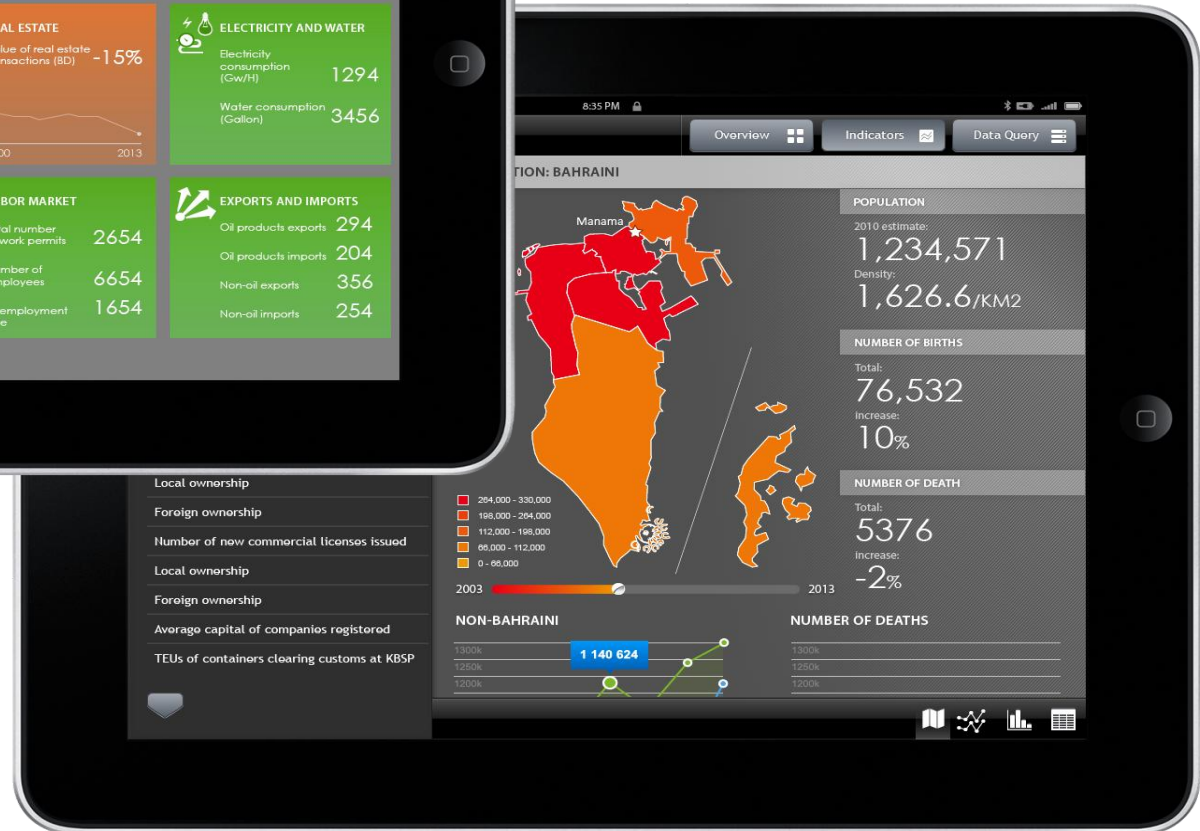 AL ESTATE
lue of real estate
nsactions (BD) -15%
00 2013
ELECTRICITY AND WATER
Electricity
consumption
(Gw/H) 1294
Water consumption
(Gallon) 3456
BOR MARKET
tal number
work permits 2654
mber of
mployees 6654
employment
e 1654
EXPORTS AND IMPORTS
Oil products exports 294
Oil products imports 204
Non-oil exports 356
Non-oil imports 254
8:35 PM
Overview
Indicators
Data Query
TION: BAHRAINI
Manama
264,000 - 330,000
198,000 - 264,000
112,000 - 198,000
66,000 - 112,000
0 - 66,000
2003 2013
POPULATION
2010 estimate:
1,234,571
Density:
1,626.6/KM2
NUMBER OF BIRTHS
Total:
76,532
increase:
10%
NUMBER OF DEATH
Total:
5376
increase:
-2%
Local ownership
Foreign ownership
Number of new commercial licenses issued
Local ownership
Foreign ownership
Average capital of companies registered
TEUs of containers clearing customs at KBSP
NON-BAHRAINI
1300k
1250k
1200k
1 140 624
NUMBER OF DEATHS
1300k
1250k
1200k